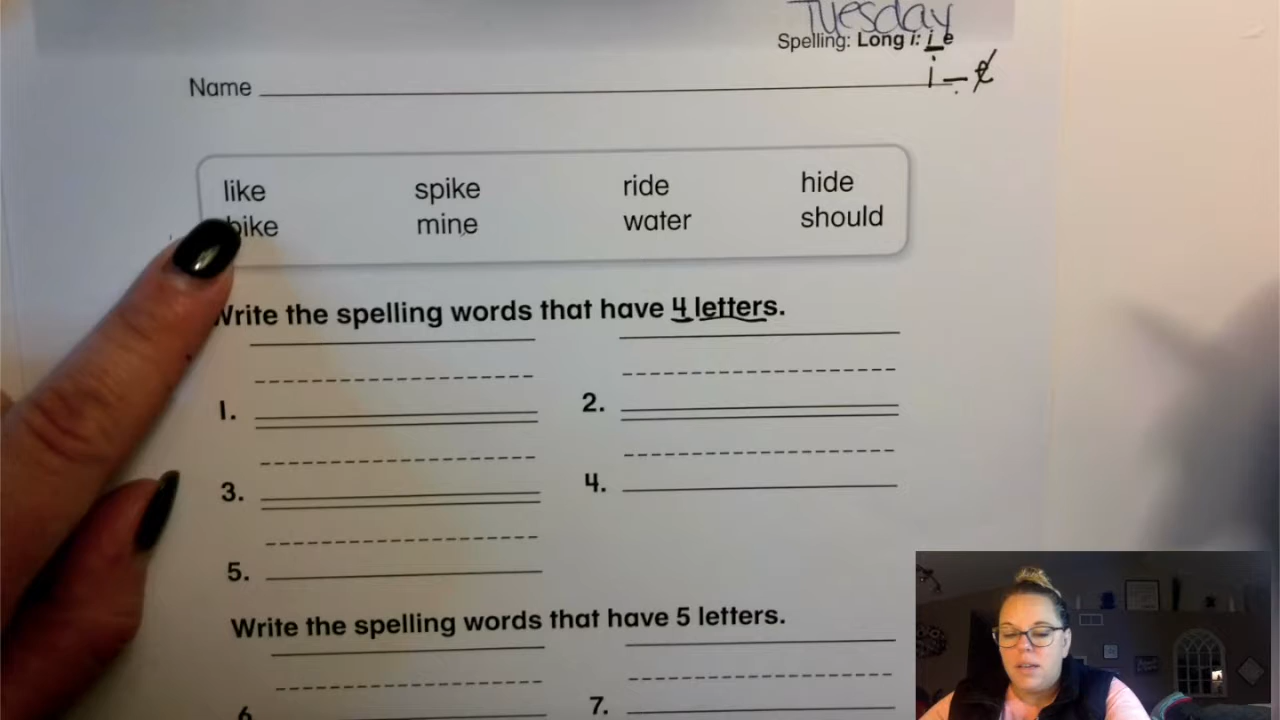 Tuesday
Spelling: Long i: i_e
i_e
Name
like spike ride hide
bike mine water should
Write the spelling words that have 4 letters.
1. 2.
3. 4.
5.
Write the spelling words that have 5 letters.
6. 7.